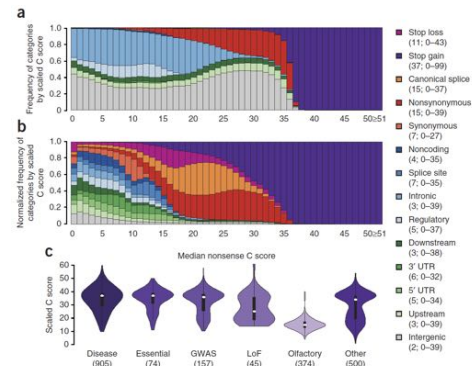 a
Frequency of categories
by scaled C score
1.0
0.8
0.6
0.4
0.2
0
0 5 10 15 20 25 30 35 40 45 50≥51
b
Normalized frequency of
categories by scaled
C score
1.0
0.8
0.6
0.4
0.2
0
0 5 10 15 20 25 30 35 40 45 50≥51
c
Median nonsense C score
Scaled C score
60
50
40
30
20
10
0
Disease
(905)
Essential
(74)
GWAS
(157)
LoF
(45)
Olfactory
(374)
Other
(500)
Stop loss
(11; 0–43)
Stop gain
(37; 0–99)
Canonical splice
(15; 0–37)
Nonsynonymous
(15; 0–39)
Synonymous
(7; 0–27)
Noncoding
(4; 0–35)
Splice site
(7; 0–35)
Intronic
(3; 0–39)
Regulatory
(5; 0–37)
Downstream
(3; 0–38)
3′ UTR
(6; 0–32)
5′ UTR
(5; 0–34)
Upstream
(3; 0–39)
Intergenic
(2; 0–39)